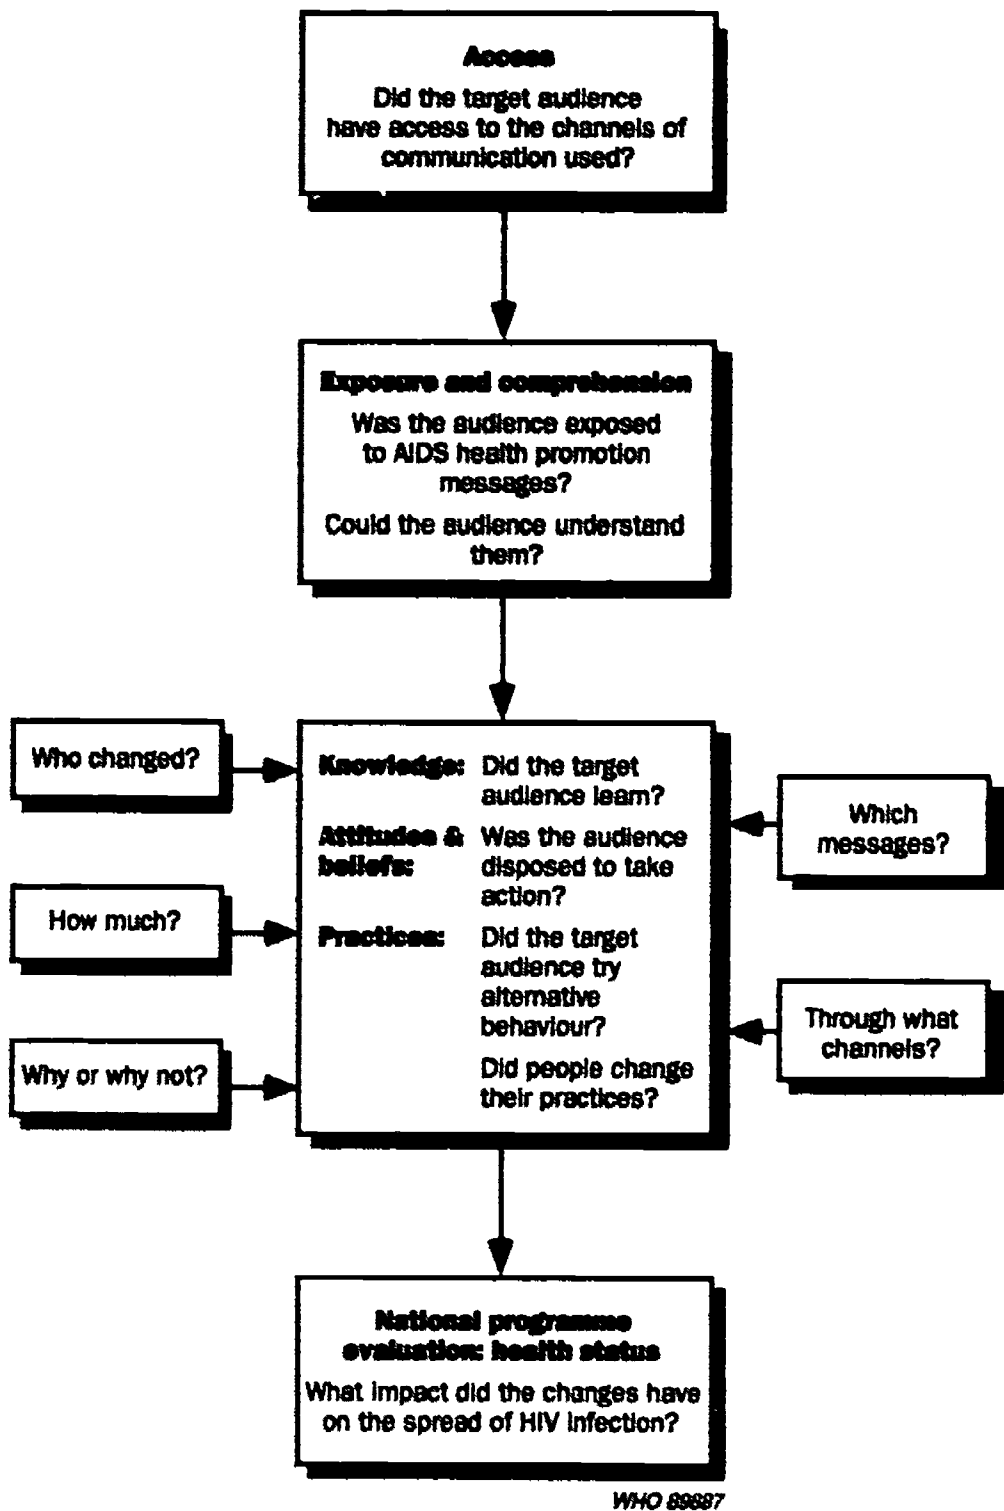 Access
Did the target audience
have access to the channels of
communication used?
Exposure and comprehension
Was the audience exposed
to AIDS health promotion
messages?
Could the audience understand
them?
Who changed?
How much?
Why or why not?
Knowledge: Did the target
audience learn?
Attitudes & Was the audience
beliefs: disposed to take
action?
Practices: Did the target
audience try
alternative
behaviour?
Did people change
their practices?
Which
messages?
Through what
channels?
National programme
evaluation: health status
What impact did the changes have
on the spread of HIV infection?
WHO 89887